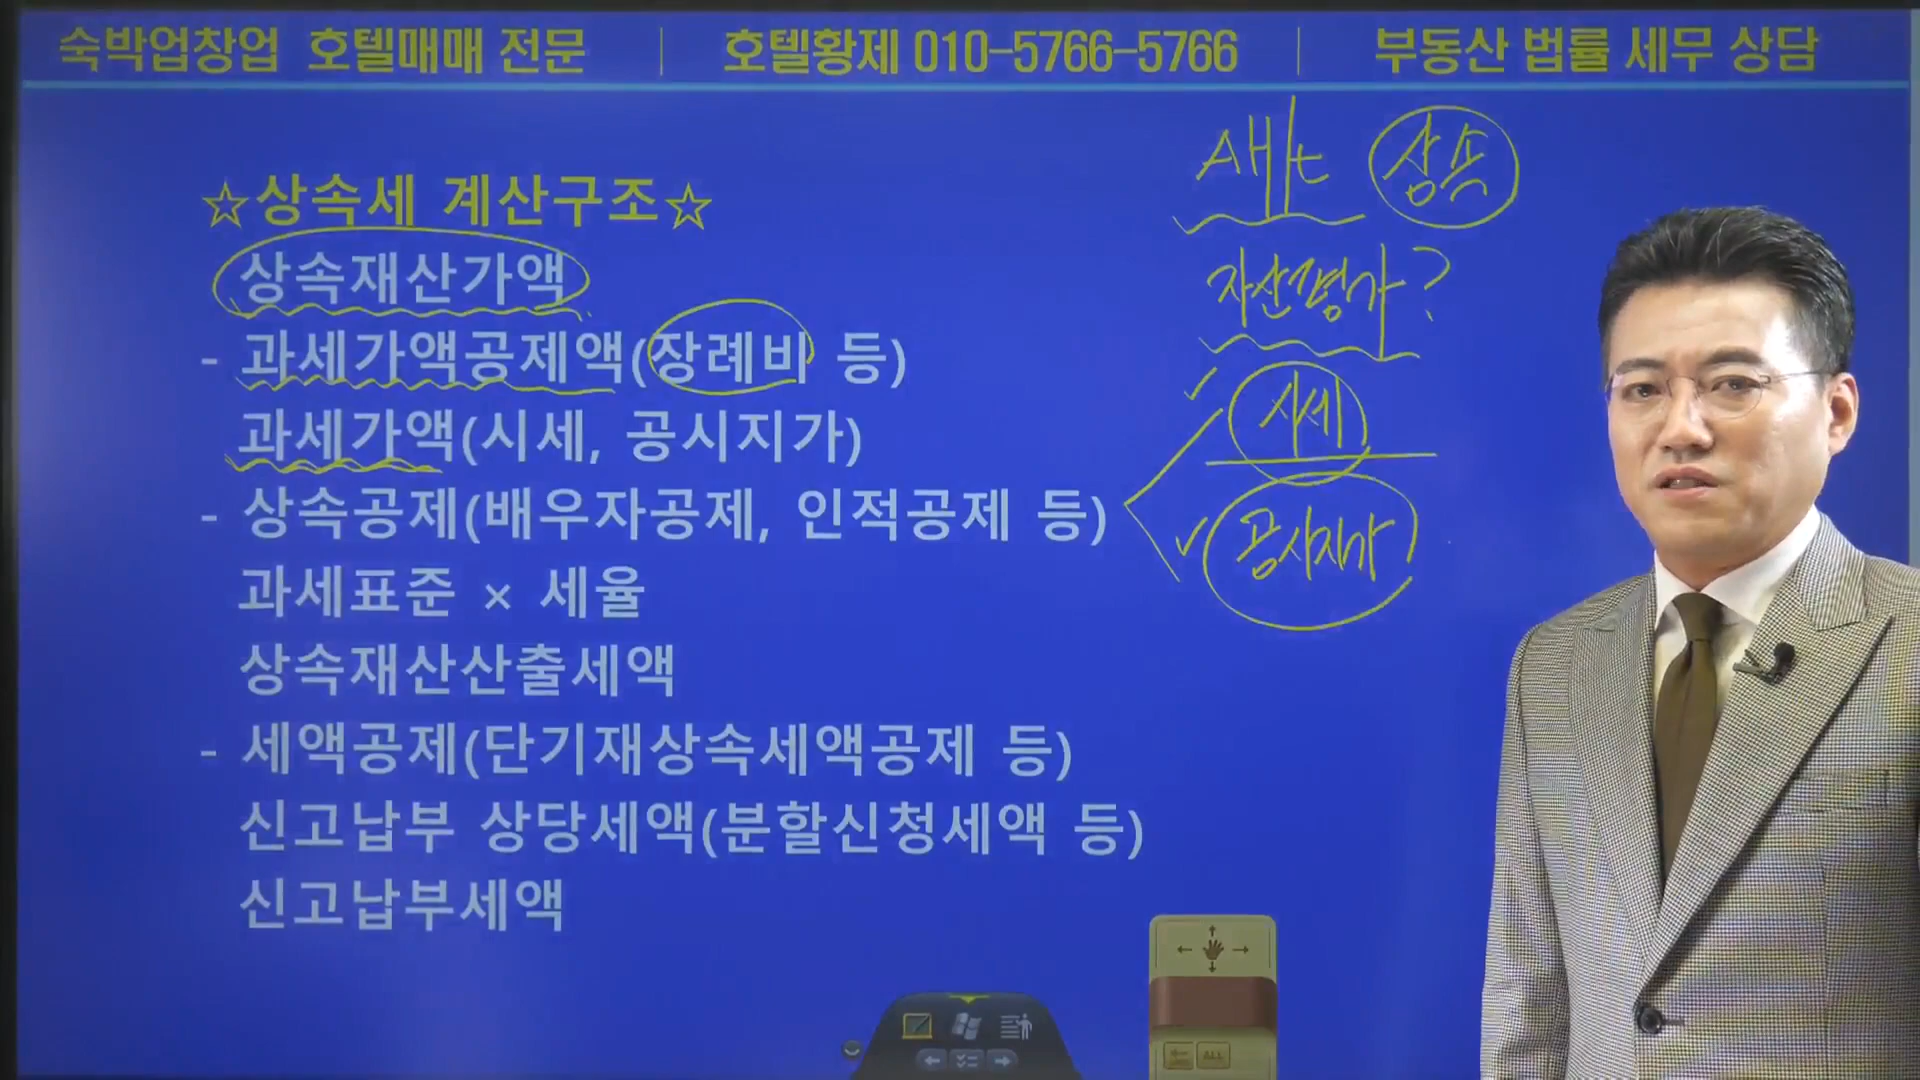 숙박업창업 호텔매매 전문 | 호텔황제 010-5766-5766 | 부동산 법률 세무 상담
☆상속세 계산구조☆
상속재산가액
- 과세가액공제액(장례비 등)
과세가액(시세, 공시지가)
- 상속공제(배우자공제, 인적공제 등)
과세표준 × 세율
상속재산산출세액
- 세액공제(단기재상속세액공제 등)
신고납부 상당세액(분할신청세액 등)
신고납부세액
상속
자산평가?
시세
공시지가
ALL